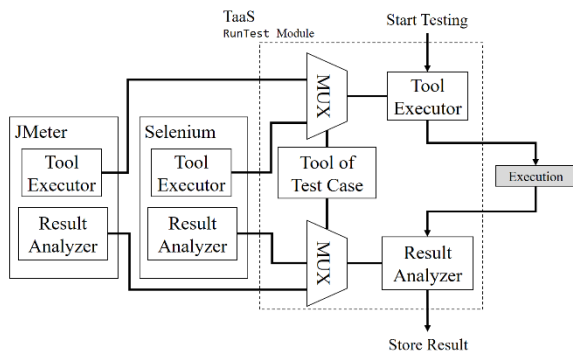 TaaS
RunTest Module
Start Testing
MUX
Tool
Executor
JMeter
Selenium
Tool
Executor
Tool
Executor
Tool of
Test Case
Execution
Result
Analyzer
Result
Analyzer
MUX
Result
Analyzer
Store Result